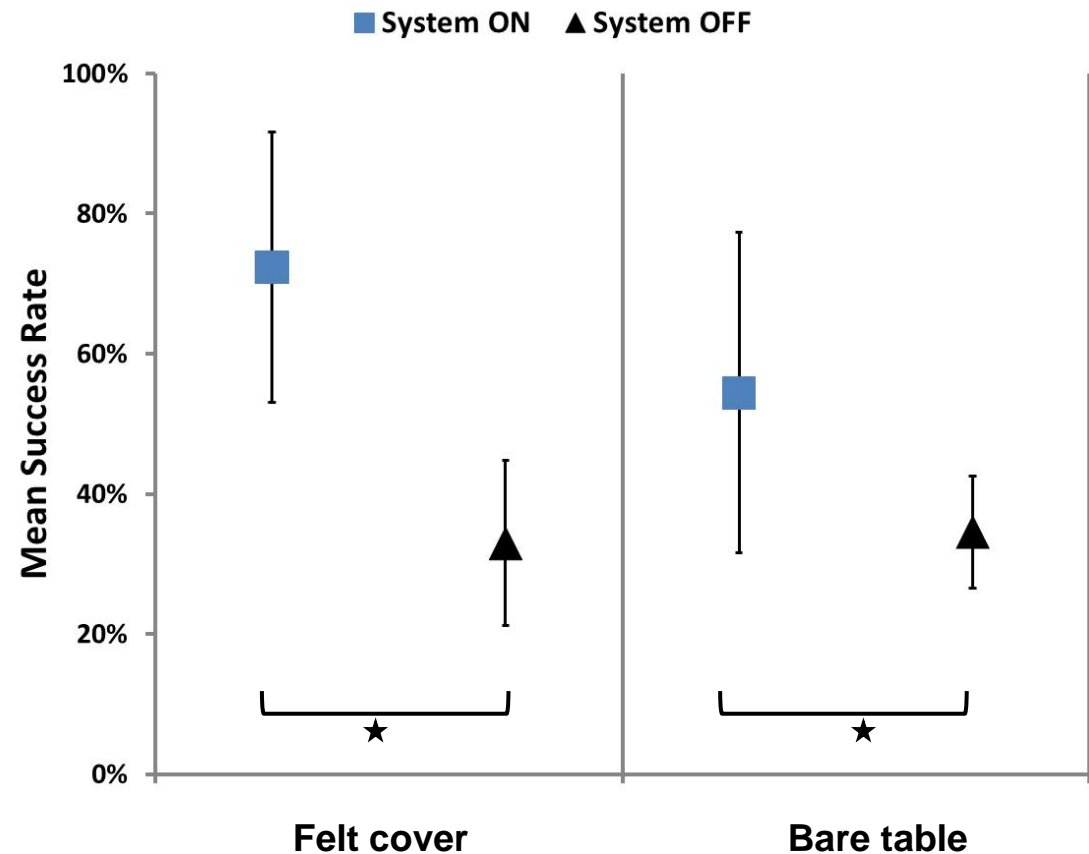 System ON System OFF
100%
80%
60%
40%
20%
0%
Mean Success Rate
Felt cover Bare table